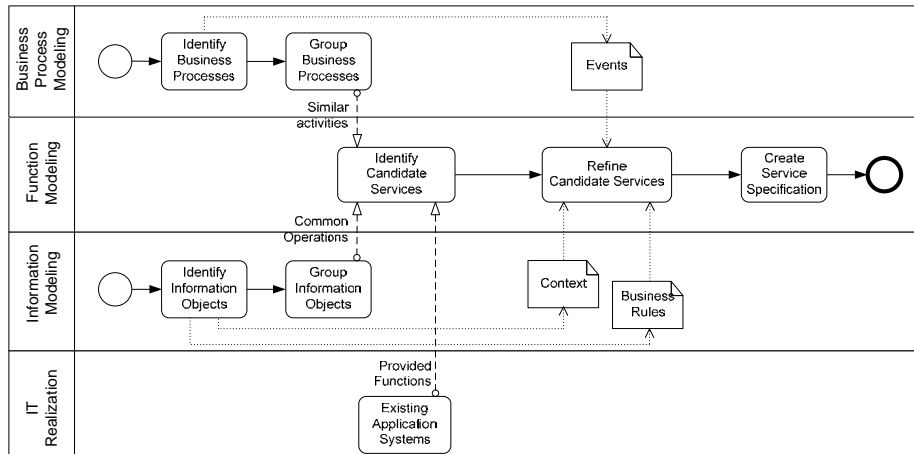 Business
Process
Modeling
Identify
Business
Processes
Group
Business
Processes
Events
Similar
activities
Function
Modeling
Identify
Candidate
Services
Refine
Candidate Services
Create
Service
Specification
Common
Operations
Information
Modeling
Identify
Information
Objects
Group
Information
Objects
Context
Business
Rules
IT
Realization
Provided
Functions
Existing
Application
Systems